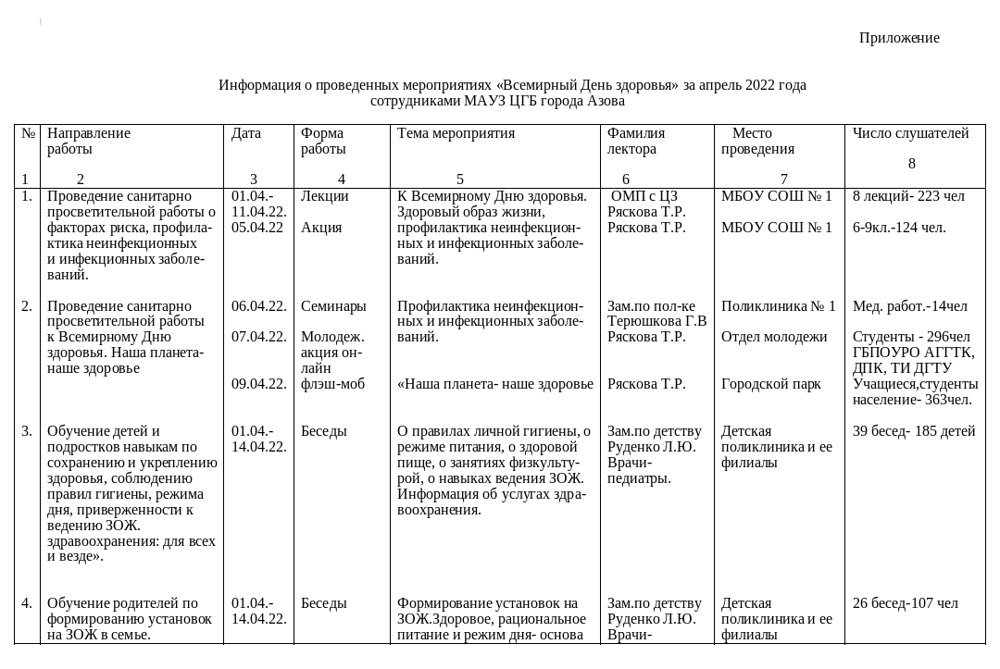 Приложение
Информация о проведенных мероприятиях «Всемирный День здоровья» за апрель 2022 года
сотрудниками МАУЗ ЦГБ города Азова
№ Направление Дата Форма Тема мероприятия Фамилия Место Число слушателей
работы работы лектора проведения
8
1 2 3 4 5 6 7
1. Проведение санитарно 01.04.- Лекции К Всемирному Дню здоровья. ОМП с ЦЗ МБОУ СОШ № 1 8 лекций- 223 чел
просветительной работы о 11.04.22. Здоровый образ жизни, Ряскова Т.Р.
факторах риска, профила- 05.04.22 Акция профилактика неинфекцион- Ряскова Т.Р МБОУ СОШ № 1 6-9кл.-124 чел.
ктика неинфекционных ных и инфекционных заболе-
и инфекционных заболе- ваний.
ваний.
2. Проведение санитарно 06.04.22. Семинары Профилактика неинфекцион- Зам.по пол-ке Поликлиника № 1 Мед. работ.-14чел
просветительной работы ных и инфекционных заболе- Терюшкова Г.В
к Всемирному Дню 07.04.22. Молодеж. ваний. Ряскова Т.Р. Отдел молодежи Студенты - 296чел
здоровья. Наша планета- акция он- ГБПОУРО АГГТК,
наше здоровье лайн ДПК, ТИ ДГТУ
09.04.22. флэш-моб «Наша планета- наше здоровье Ряскова Т.Р. Городской парк Учащиеся,студенты
население- 363чел.
3. Обучение детей и 01.04.- Беседы О правилах личной гигиены, о Зам.по детству Детская 39 бесед- 185 детей
подростков навыкам по 14.04.22. режиме питания, о здоровой Руденко Л.Ю. поликлиника и ее
сохранению и укреплению пище, о занятиях физкульту- Врачи- филиалы
здоровья, соблюдению рой, о навыках ведения ЗОЖ. педиатры.
правил гигиены, режима Информация об услугах здра-
дня, приверженности к воохранения.
ведению ЗОЖ.
здравоохранения: для всех
и везде».
4. Обучение родителей по 01.04.- Беседы Формирование установок на Зам.по детству Детская 26 бесед-107 чел
формированию установок 14.04.22. ЗОЖ.Здоровое, рациональное Руденко Л.Ю. поликлиника и ее
на ЗОЖ в семье. питание и режим дня- основа Врачи- филиалы